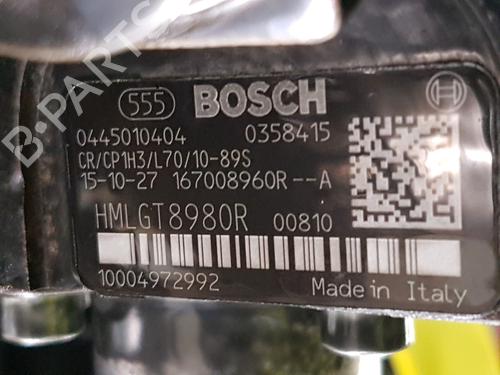 B-PARTS
555 BOSCH
0445010404 0358415
CR/CP1H3/L70/10-89S
15-10-27 167008960R--A
HMLGT8980R 00810
10004972992 Made in Italy